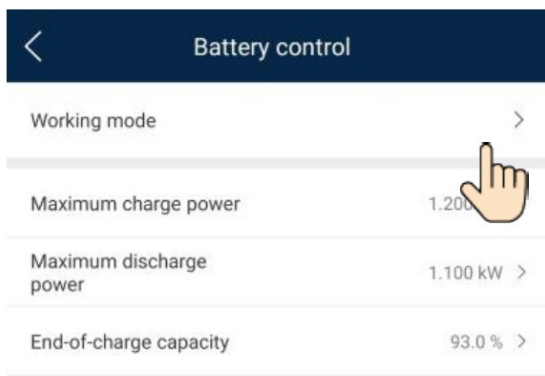 Battery control
Working mode
Maximum charge power 1.200
Maximum discharge
power
1.100 kW
End-of-charge capacity 93.0 %